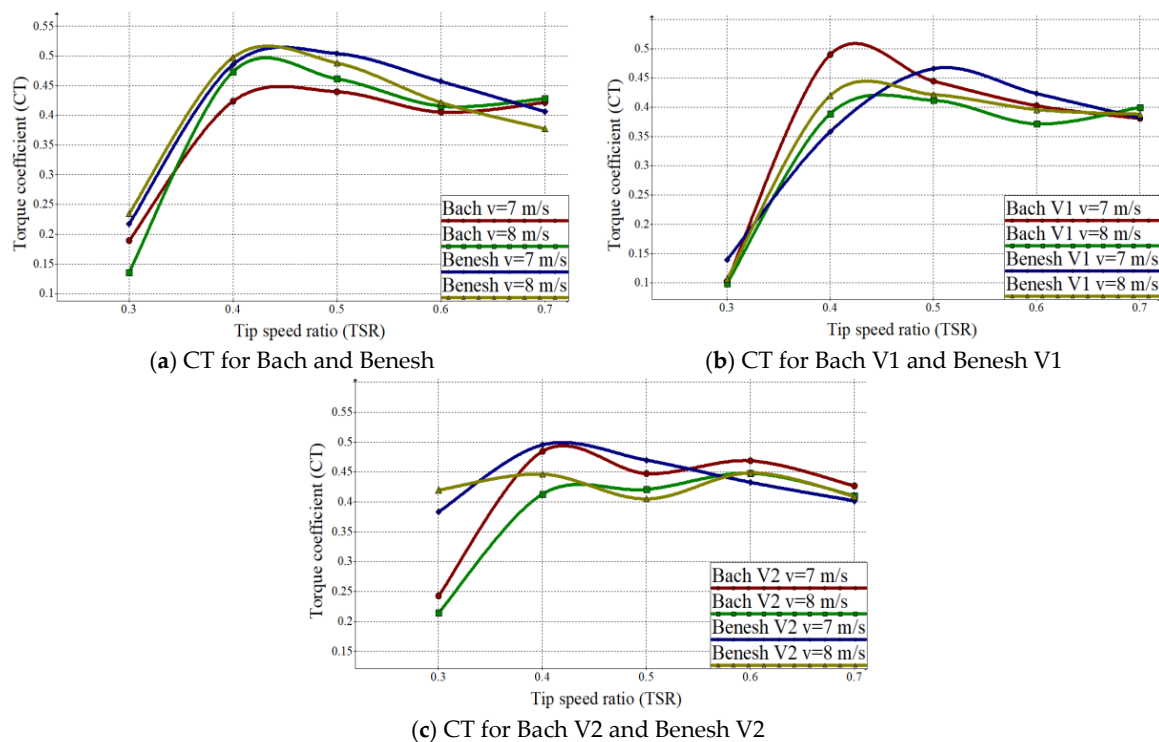 0.55
0.5
0.45
0.4
0.35
0.3
0.25
0.2
0.15
0.1
Torque coefficient (CT)
Bach v=7 m/s
Bach v=8 m/s
Benesh v=7 m/s
Benesh v=8 m/s
0.3 0.4 0.5 0.6 0.7
Tip speed ratio (TSR)
(a) CT for Bach and Benesh
0.5
0.45
0.4
0.35
0.3
0.25
0.2
0.15
0.1
Torque coefficient (CT)
Bach V1 v=7 m/s
Bach V1 v=8 m/s
Benesh V1 v=7 m/s
Benesh V1 v=8 m/s
0.3 0.4 0.5 0.6 0.7
Tip speed ratio (TSR)
(b) CT for Bach V1 and Benesh V1
0.55
0.5
0.45
0.4
0.35
0.3
0.25
0.2
0.15
Torque coefficient (CT)
Bach V2 v=7 m/s
Bach V2 v=8 m/s
Benesh V2 v=7 m/s
Benesh V2 v=8 m/s
0.3 0.4 0.5 0.6 0.7
Tip speed ratio (TSR)
(c) CT for Bach V2 and Benesh V2